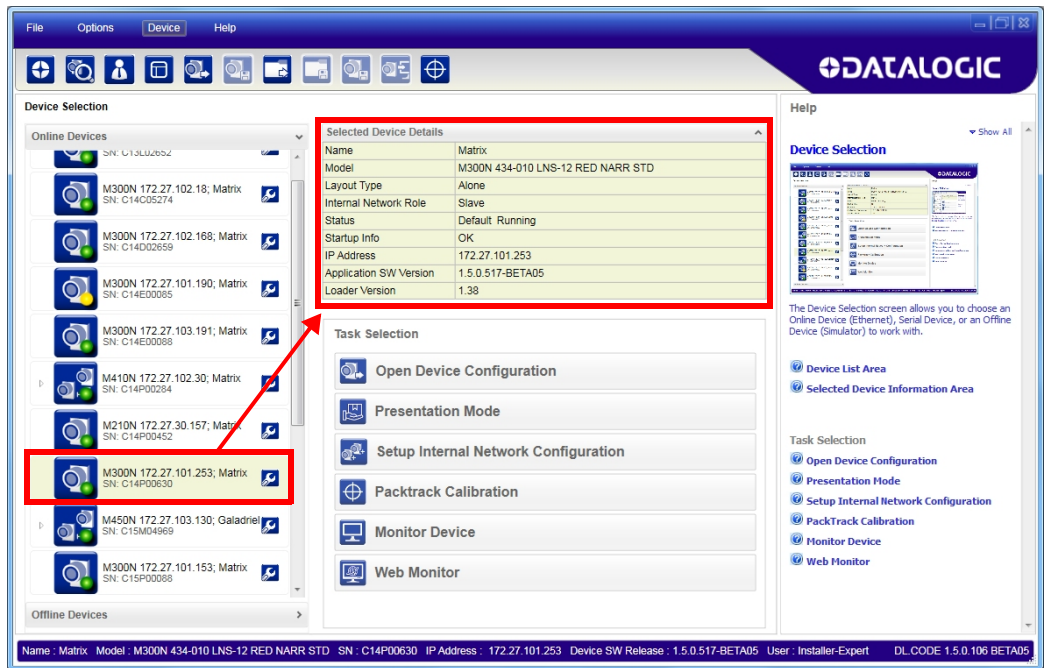 File Options Device Help
DATALOGIC
Device Selection
Online Devices
SN: C13L02652
M300N 172.27.102.18; Matrix
SN: C14C05274
M300N 172.27.102.168; Matrix
SN: C14D02659
M300N 172.27.101.190; Matrix
SN: C14E00085
M300N 172.27.103.191; Matrix
SN: C14E00088
M410N 172.27.102.30; Matrix
SN: C14P00284
M210N 172.27.30.157; Matrix
SN: C14P00452
M300N 172.27.101.253; Matrix
SN: C14P00630
M450N 172.27.103.130; Galadriel
SN: C15M04969
M300N 172.27.101.153; Matrix
SN: C15P00088
Offline Devices
Selected Device Details
Name Matrix
Model M300N 434-010 LNS-12 RED NARR STD
Layout Type Alone
Internal Network Role Slave
Status Default Running
Startup Info OK
IP Address 172.27.101.253
Application SW Version 1.5.0.517-BETA05
Loader Version 1.38
Task Selection
Open Device Configuration
Presentation Mode
Setup Internal Network Configuration
Packtrack Calibration
Monitor Device
Web Monitor
Help
Show All
Device Selection
The Device Selection screen allows you to choose an
Online Device (Ethernet), Serial Device, or an Offline
Device (Simulator) to work with.
Device List Area
Selected Device Information Area
Task Selection
Open Device Configuration
Presentation Mode
Setup Internal Network Configuration
PackTrack Calibration
Monitor Device
Web Monitor
Name : Matrix Model : M300N 434-010 LNS-12 RED NARR STD SN : C14P00630 IP Address : 172.27.101.253 Device SW Release : 1.5.0.517-BETA05 User : Installer-Expert DL.CODE 1.5.0.106 BETA05